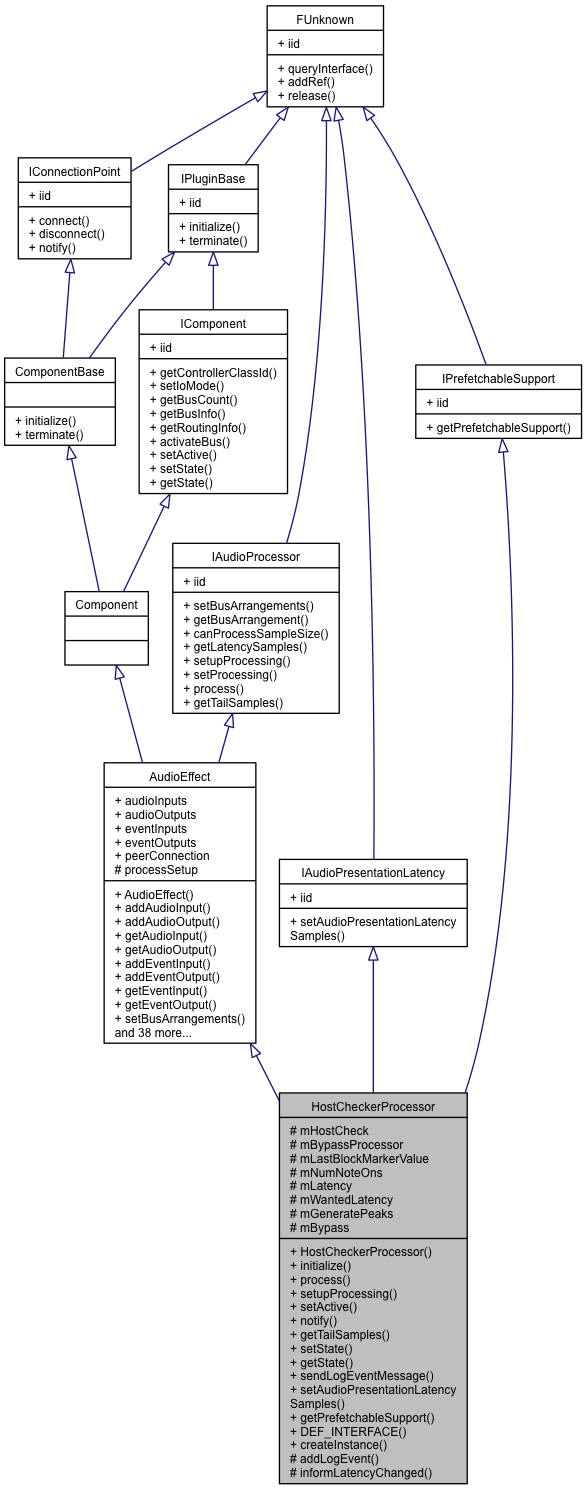 FUnknown
+ iid
+ queryInterface()
+ addRef()
+ release()
IConnectionPoint
+ iid
+ connect()
+ disconnect()
+ notify()
IPluginBase
+ iid
+ initialize()
+ terminate()
IComponent
+ iid
+ getControllerClassId()
+ setIoMode()
+ getBusCount()
+ getBusInfo()
+ getRoutingInfo()
+ activateBus()
+ setActive()
+ setState()
+ getState()
ComponentBase
+ initialize()
+ terminate()
IPrefetchableSupport
+ iid
+ getPrefetchableSupport()
IAudioProcessor
+ iid
+ setBusArrangements()
+ getBusArrangement()
+ canProcessSampleSize()
+ getLatencySamples()
+ setupProcessing()
+ setProcessing()
+ process()
+ getTailSamples()
Component
AudioEffect
+ audioInputs
+ audioOutputs
+ eventInputs
+ eventOutputs
+ peerConnection
# processSetup
+ AudioEffect()
+ addAudioInput()
+ addAudioOutput()
+ getAudioInput()
+ getAudioOutput()
+ addEventInput()
+ addEventOutput()
+ getEventInput()
+ getEventOutput()
+ setBusArrangements()
and 38 more...
IAudioPresentationLatency
+ iid
+ setAudioPresentationLatency
Samples()
HostCheckerProcessor
# mHostCheck
# mBypassProcessor
# mLastBlockMarkerValue
# mNumNoteOns
# mLatency
# mWantedLatency
# mGeneratePeaks
# mBypass
+ HostCheckerProcessor()
+ initialize()
+ process()
+ setupProcessing()
+ setActive()
+ notify()
+ getTailSamples()
+ setState()
+ getState()
+ sendLogEventMessage()
+ setAudioPresentationLatency
Samples()
+ getPrefetchableSupport()
+ DEF_INTERFACE()
+ createInstance()
# addLogEvent()
# informLatencyChanged()